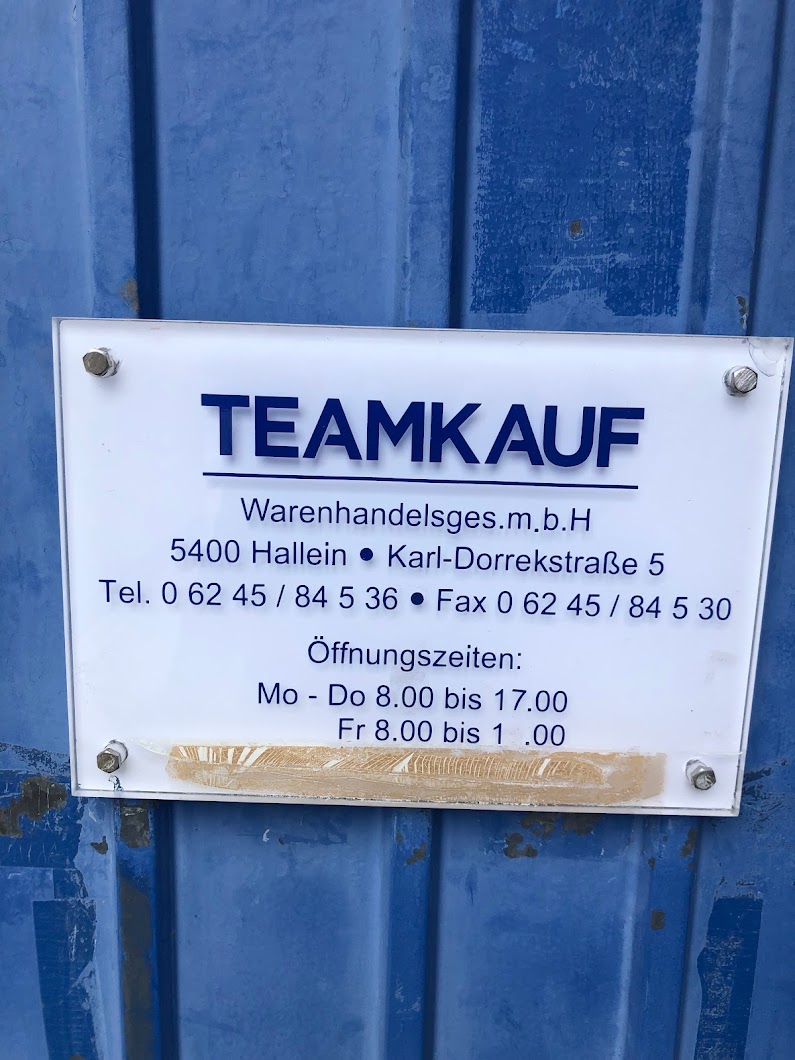 TEAMKAUF
Warenhandelsges.m.b.H
5400 Hallein • Karl-Dorrekstraße 5
Tel. 0 62 45 / 84 5 36 • Fax 0 62 45 / 84 5 30
Öffnungszeiten:
Mo - Do 8.00 bis 17.00
Fr 8.00 bis 1 .00